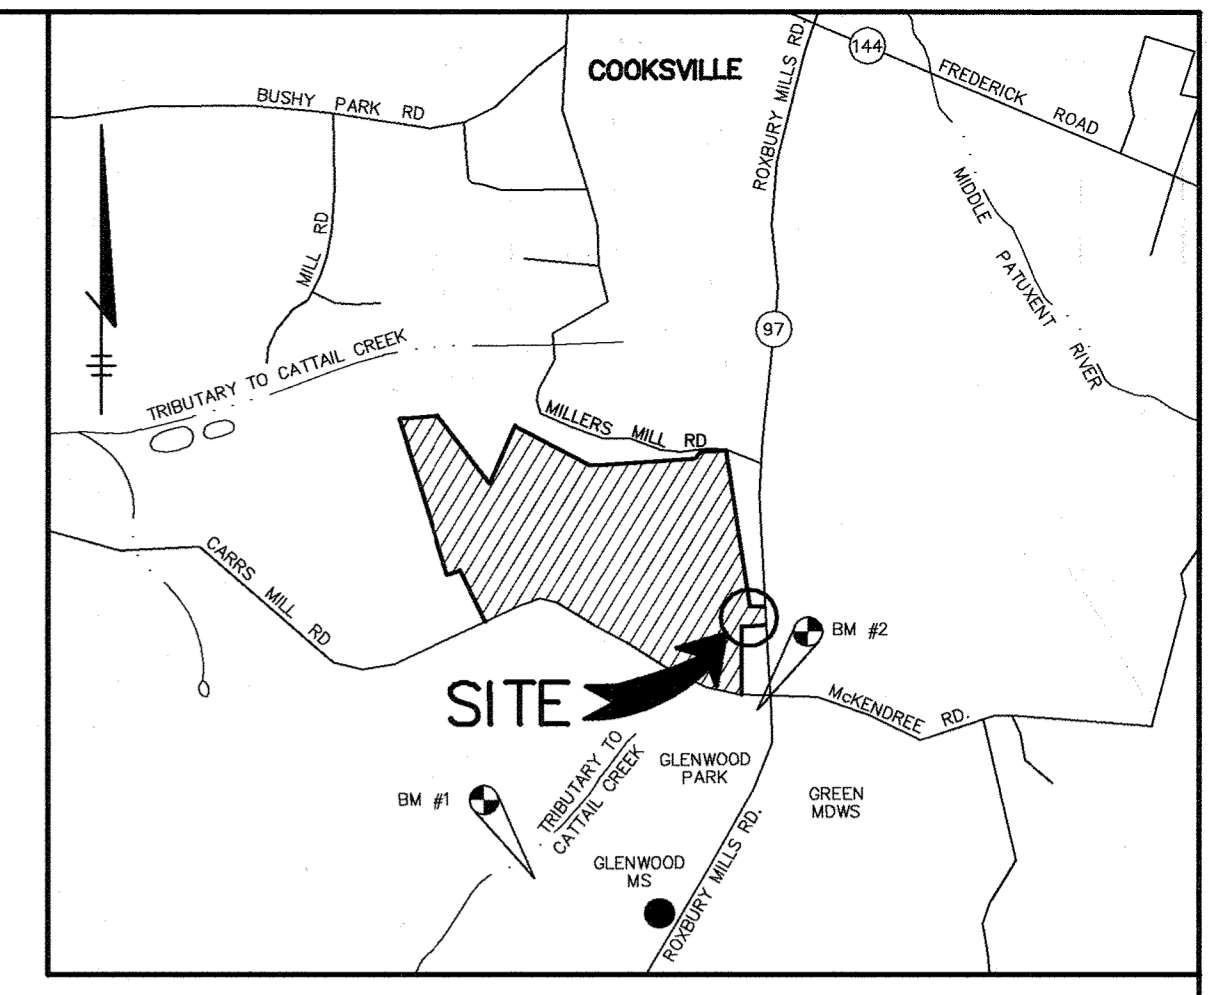 COOKSVILLE
144
FREDERICK ROAD
ROXBURY MILLS RD.
BUSHY PARK RD
MILL RD
MIDDLE PATUXENT RIVER
97
TRIBUTARY TO CATTAIL CREEK
MILLERS MILL RD
CARRS MILL RD
BM #2
SITE
McKENDREE RD.
TRIBUTARY TO
CATTAIL CREEK
GLENWOOD
PARK
GREEN
MDWS
BM #1
GLENWOOD
MS
ROXBURY MILLS RD.